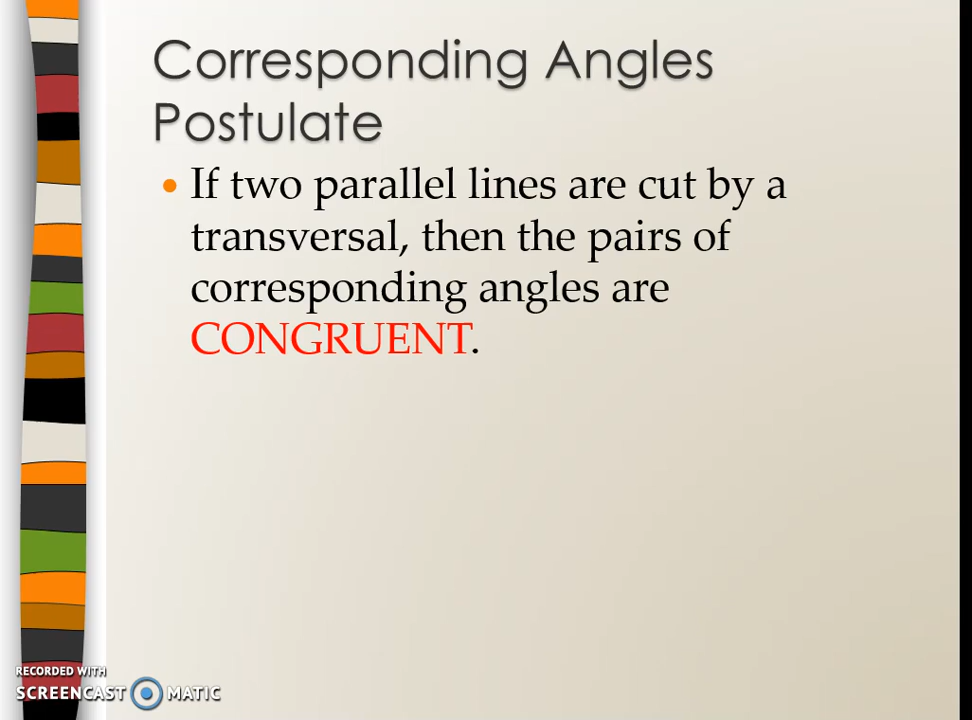 Corresponding Angles
Postulate
• If two parallel lines are cut by a
transversal, then the pairs of
corresponding angles are
CONGRUENT.
RECORDED WITH
SCREENCAST MATIC